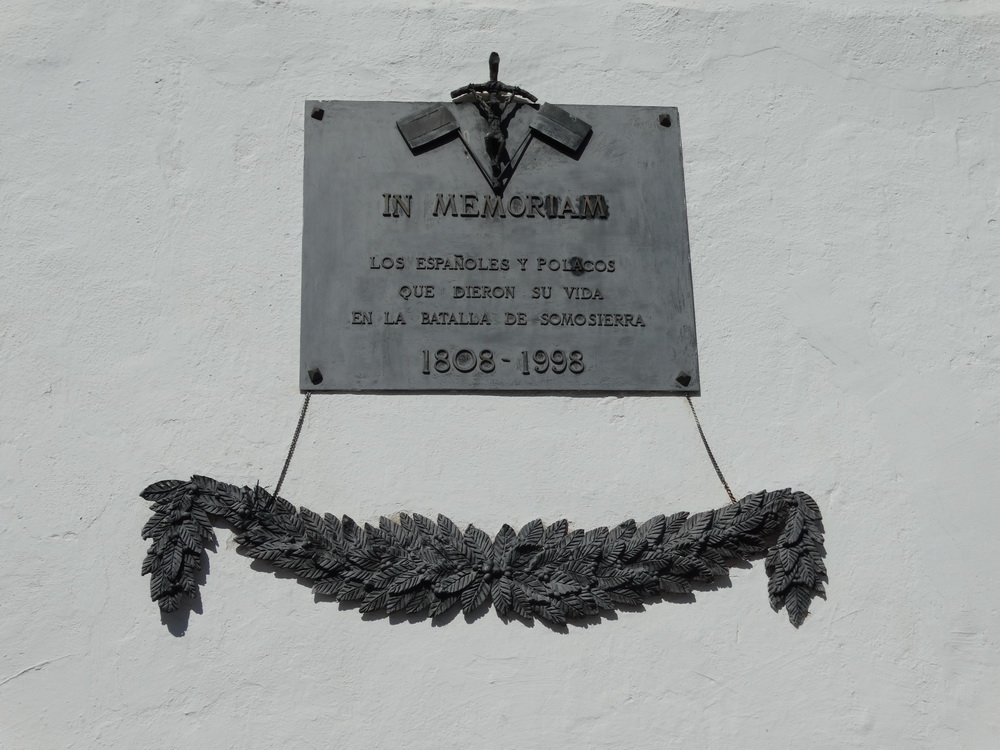 IN MEMORIAM
LOS ESPAÑOLES Y POLACOS
QUE DIERON SU VIDA
EN LA BATALLA DE SOMOSIERRA
1808-1998